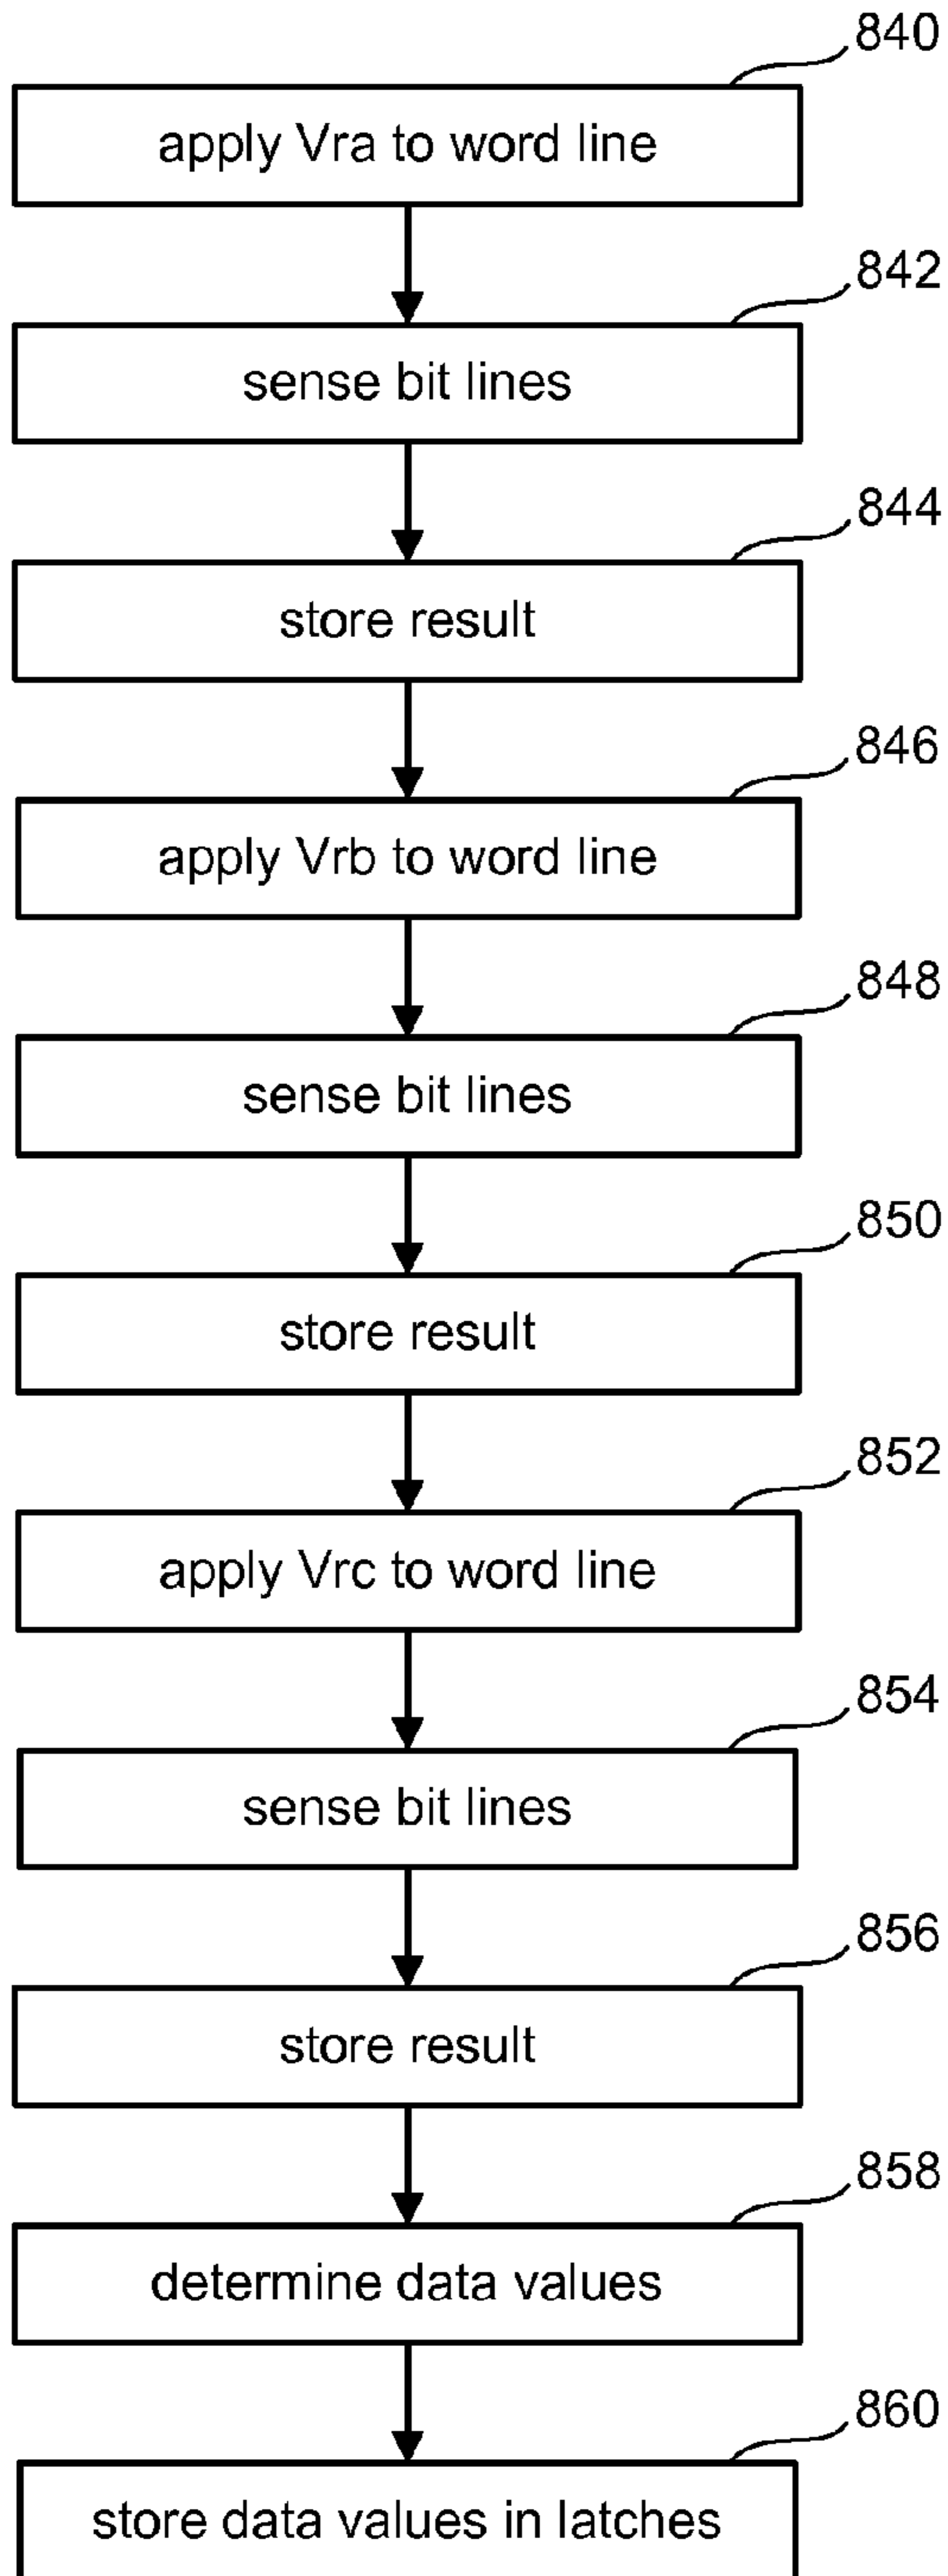 840
apply Vra to word line
842
sense bit lines
844
store result
846
apply Vrb to word line
848
sense bit lines
850
store result
852
apply Vrc to word line
854
sense bit lines
856
store result
858
determine data values
860
store data values in latches